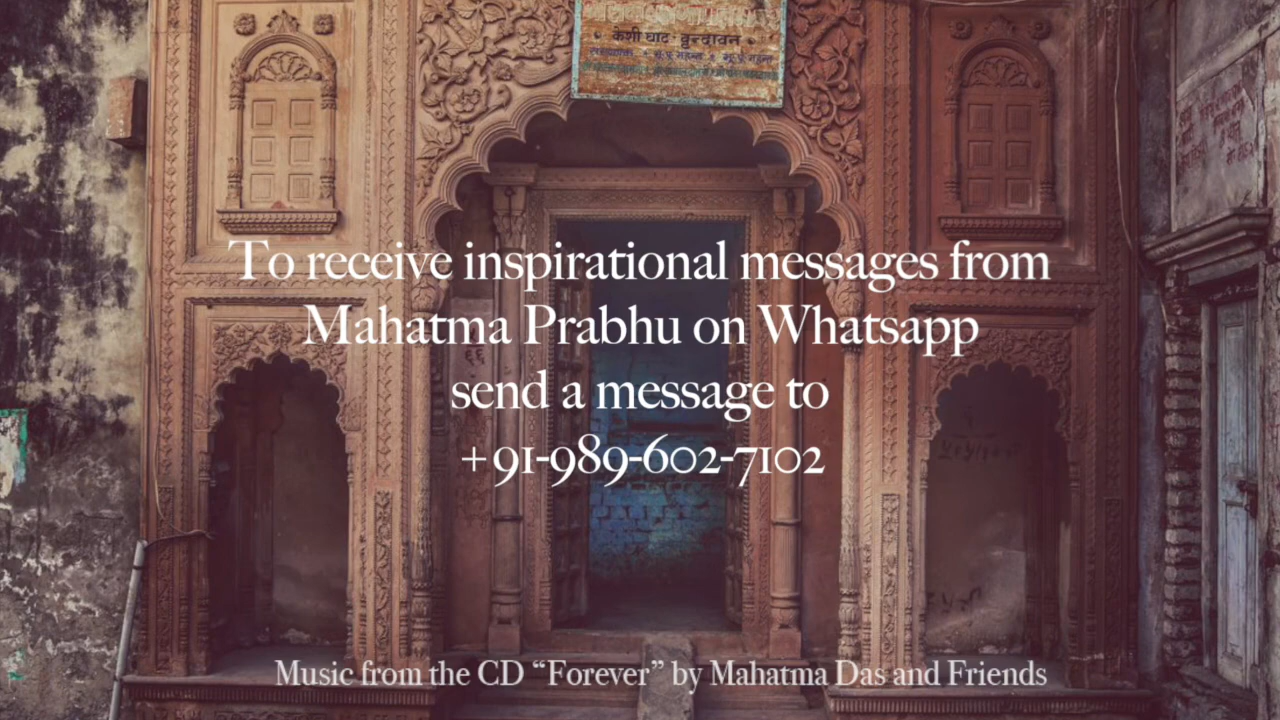 केशी घाट · वृन्दावन
To receive inspirational messages from
Mahatma Prabhu on Whatsapp
send a message to
+91-989-602-7102
Music from the CD “Forever” by Mahatma Das and Friends